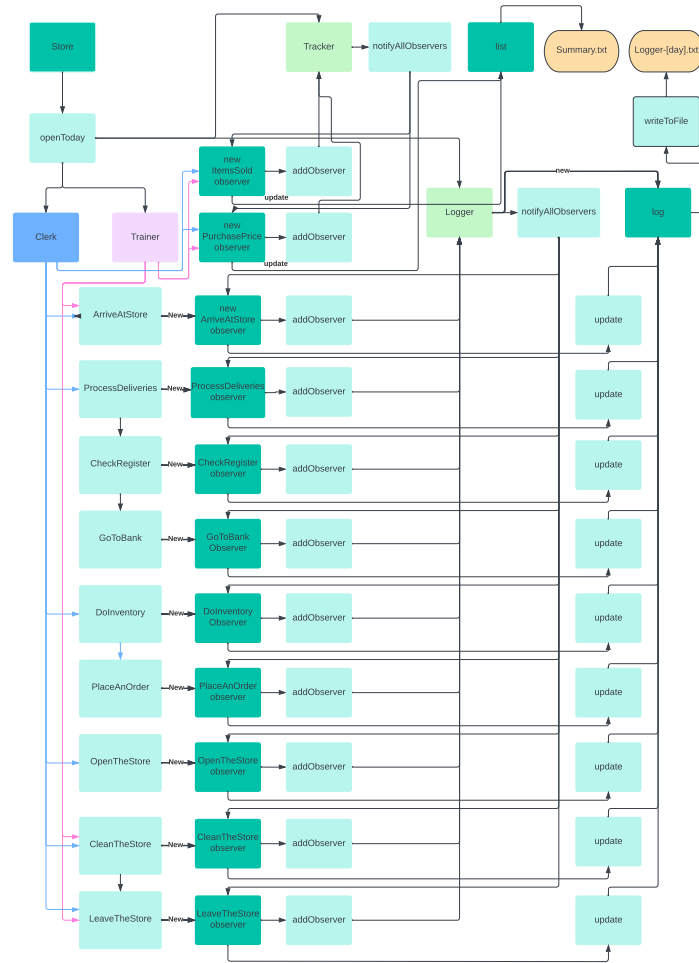 Store
Tracker
notifyAllObservers
list
Summary.txt
Logger-[day].txt
openToday
writeToFile
new
ItemsSold
observer
addObserver
update
new
PurchasePrice
observer
addObserver
update
Clerk
Trainer
Logger
new
notifyAllObservers
log
ArriveAtStore
New
new
ArriveAtStore
observer
addObserver
update
ProcessDeliveries
New
ProcessDeliveries
observer
addObserver
update
CheckRegister
New
CheckRegister
observer
addObserver
update
GoToBank
New
GoToBank
Observer
addObserver
update
DoInventory
New
DoInventory
Observer
addObserver
update
PlaceAnOrder
New
PlaceAnOrder
observer
addObserver
update
OpenTheStore
New
OpenTheStore
observer
addObserver
update
CleanTheStore
New
CleanTheStore
observer
addObserver
update
LeaveTheStore
New
LeaveTheStore
observer
addObserver
update